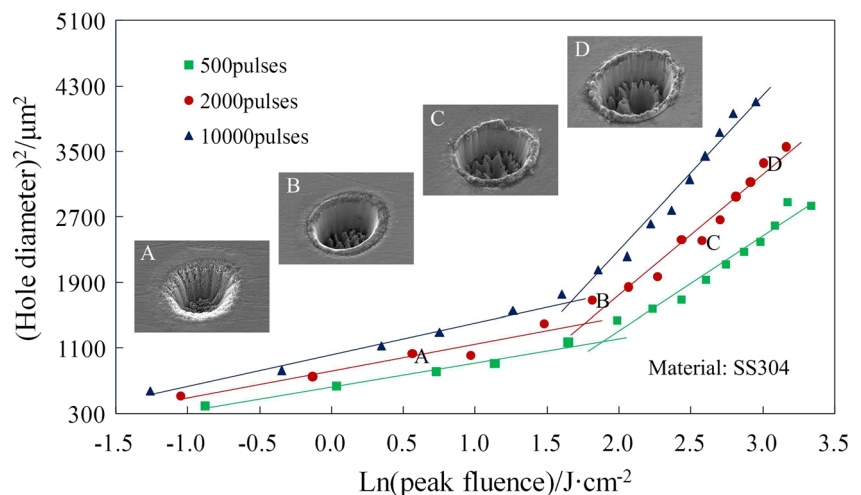 5100
4300
3500
2700
1900
1100
300
(Hole diameter)²/μm²
500pulses
2000pulses
10000pulses
A
B
C
D
A
B
C
D
Material: SS304
-1.5 -1.0 -0.5 0.0 0.5 1.0 1.5 2.0 2.5 3.0 3.5
Ln(peak fluence)/J·cm⁻²